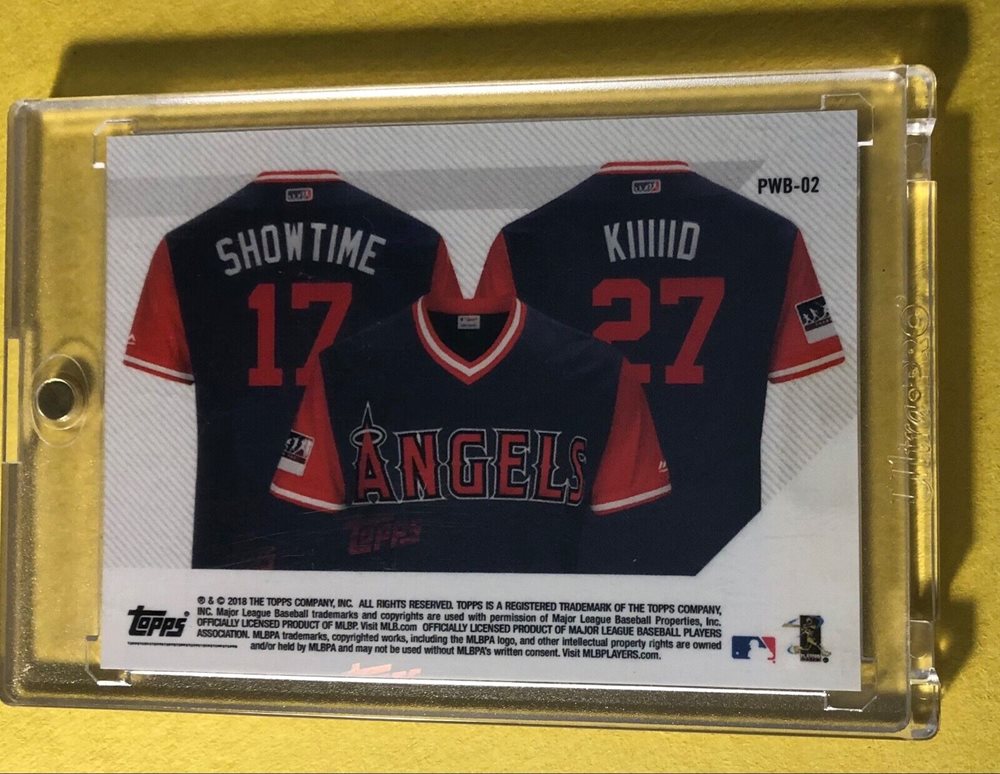 PWB-02
SHOWTIME
17
KIIIIID
27
ANGELS
Topps
Topps
® & © 2018 THE TOPPS COMPANY, INC. ALL RIGHTS RESERVED. TOPPS IS A REGISTERED TRADEMARK OF THE TOPPS COMPANY,
INC. Major League Baseball trademarks and copyrights are used with permission of Major League Baseball Properties, Inc.
OFFICIALLY LICENSED PRODUCT OF MLBP. Visit MLB.com OFFICIALLY LICENSED PRODUCT OF MAJOR LEAGUE BASEBALL PLAYERS
ASSOCIATION. MLBPA trademarks, copyrighted works, including the MLBPA logo, and other intellectual property rights are owned
and/or held by MLBPA and may not be used without MLBPA's written consent. Visit MLBPLAYERS.com.